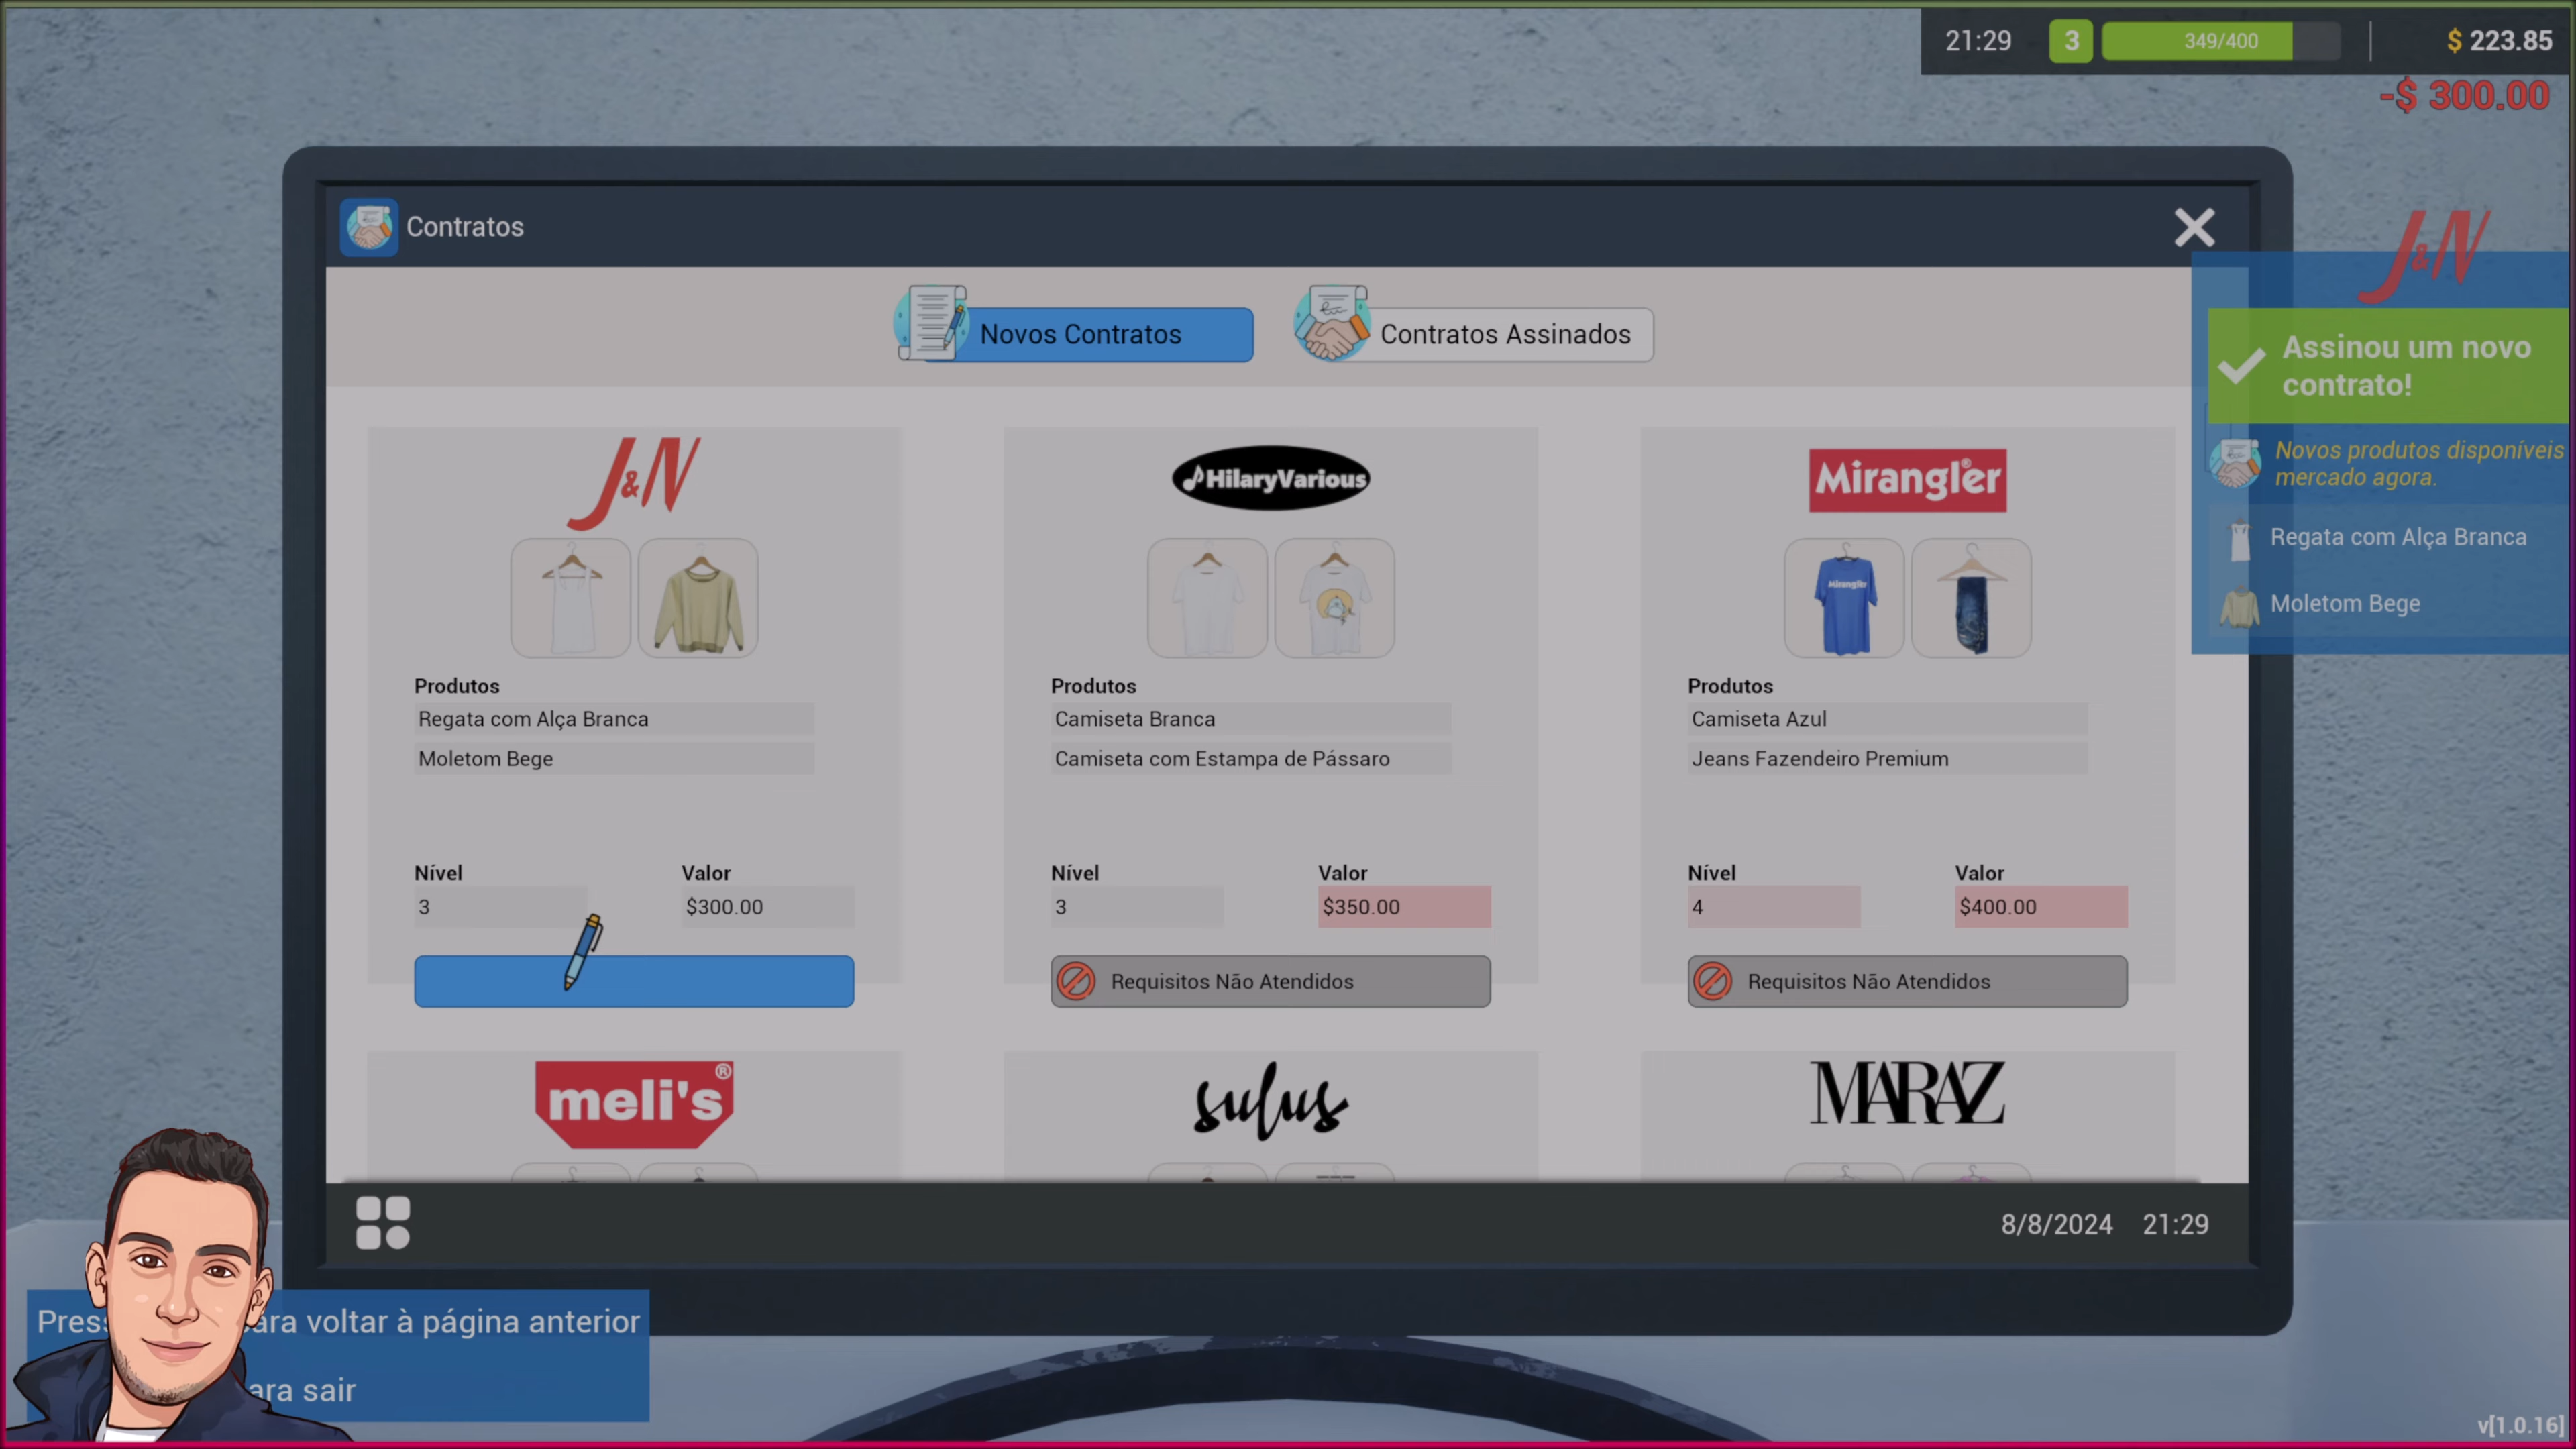 21:29 3 349/400 $ 223.85
-$ 300.00
Contratos
Novos Contratos
Contratos Assinados
J&N
Assinou um novo
contrato!
Novos produtos disponíveis
mercado agora.
Regata com Alça Branca
Moletom Bege
J&N
Produtos
Regata com Alça Branca
Moletom Bege
Nível Valor
3 $300.00
HilaryVarious
Produtos
Camiseta Branca
Camiseta com Estampa de Pássaro
Nível Valor
3 $350.00
Requisitos Não Atendidos
Mirangler®
Mirangler
Produtos
Camiseta Azul
Jeans Fazendeiro Premium
Nível Valor
4 $400.00
Requisitos Não Atendidos
meli's®
sulus
MARAZ
8/8/2024 21:29
voltar à página anterior
sair
v[1.0.16]